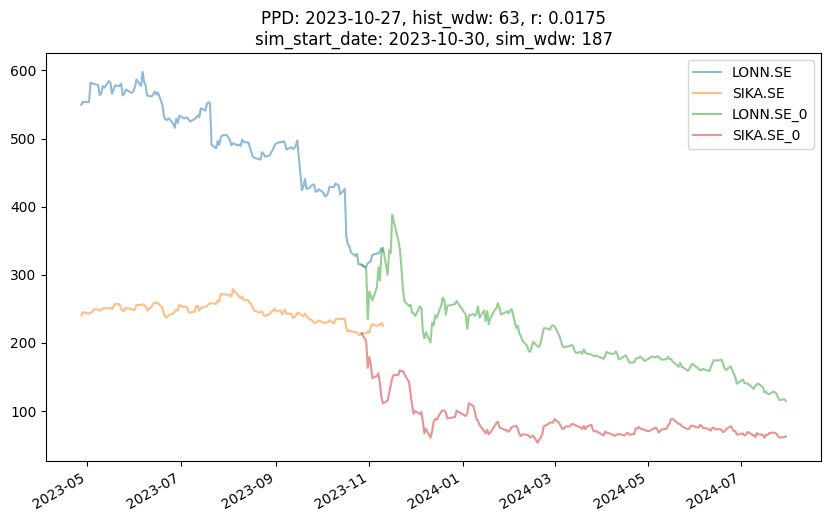 PPD: 2023-10-27, hist_wdw: 63, r: 0.0175
sim_start_date: 2023-10-30, sim_wdw: 187
LONN.SE
SIKA.SE
LONN.SE_0
SIKA.SE_0
600
500
400
300
200
100
2023-05
2023-07
2023-09
2023-11
2024-01
2024-03
2024-05
2024-07